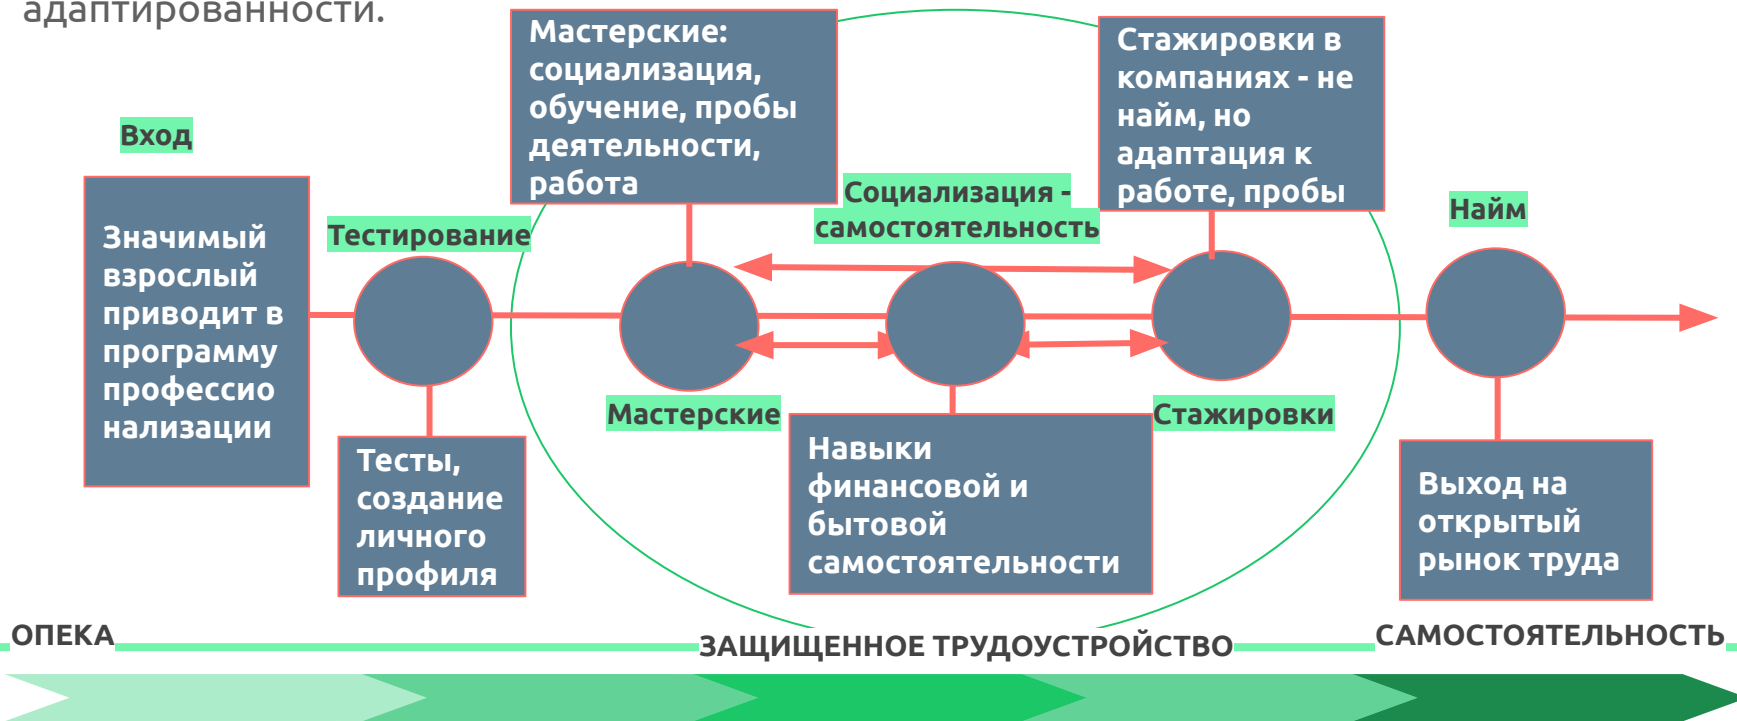 адаптированности.
Мастерские:
социализация,
обучение, пробы
деятельности,
работа
Стажировки в
компаниях - не
найм, но
адаптация к
работе, пробы
Вход
Значимый
взрослый
приводит в
программу
профессио
нализации
Тестирование
Социализация -
самостоятельность
Найм
Мастерские
Стажировки
Тесты,
создание
личного
профиля
Навыки
финансовой и
бытовой
самостоятельности
Выход на
открытый
рынок труда
ОПЕКА
ЗАЩИЩЕННОЕ ТРУДОУСТРОЙСТВО
САМОСТОЯТЕЛЬНОСТЬ